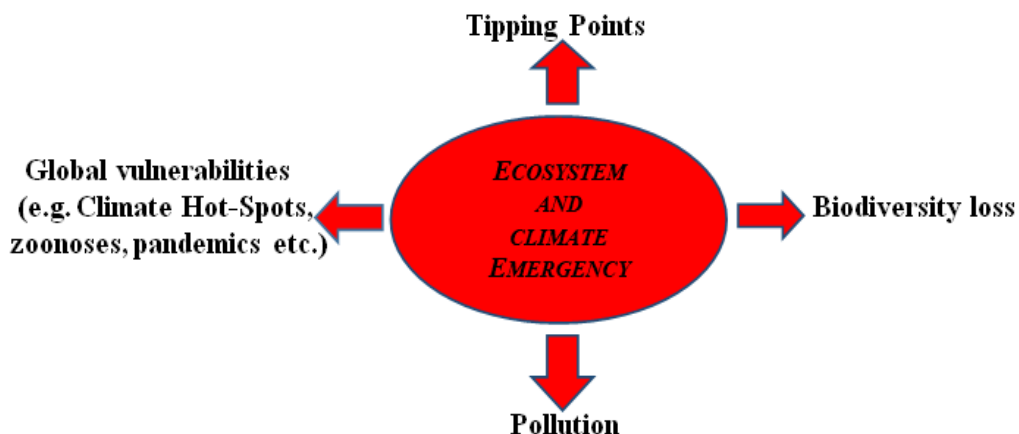 Tipping Points
Global vulnerabilities
(e.g. Climate Hot-Spots,
zoonoses, pandemics etc.)
ECOSYSTEM
AND
CLIMATE
EMERGENCY
Biodiversity loss
Pollution